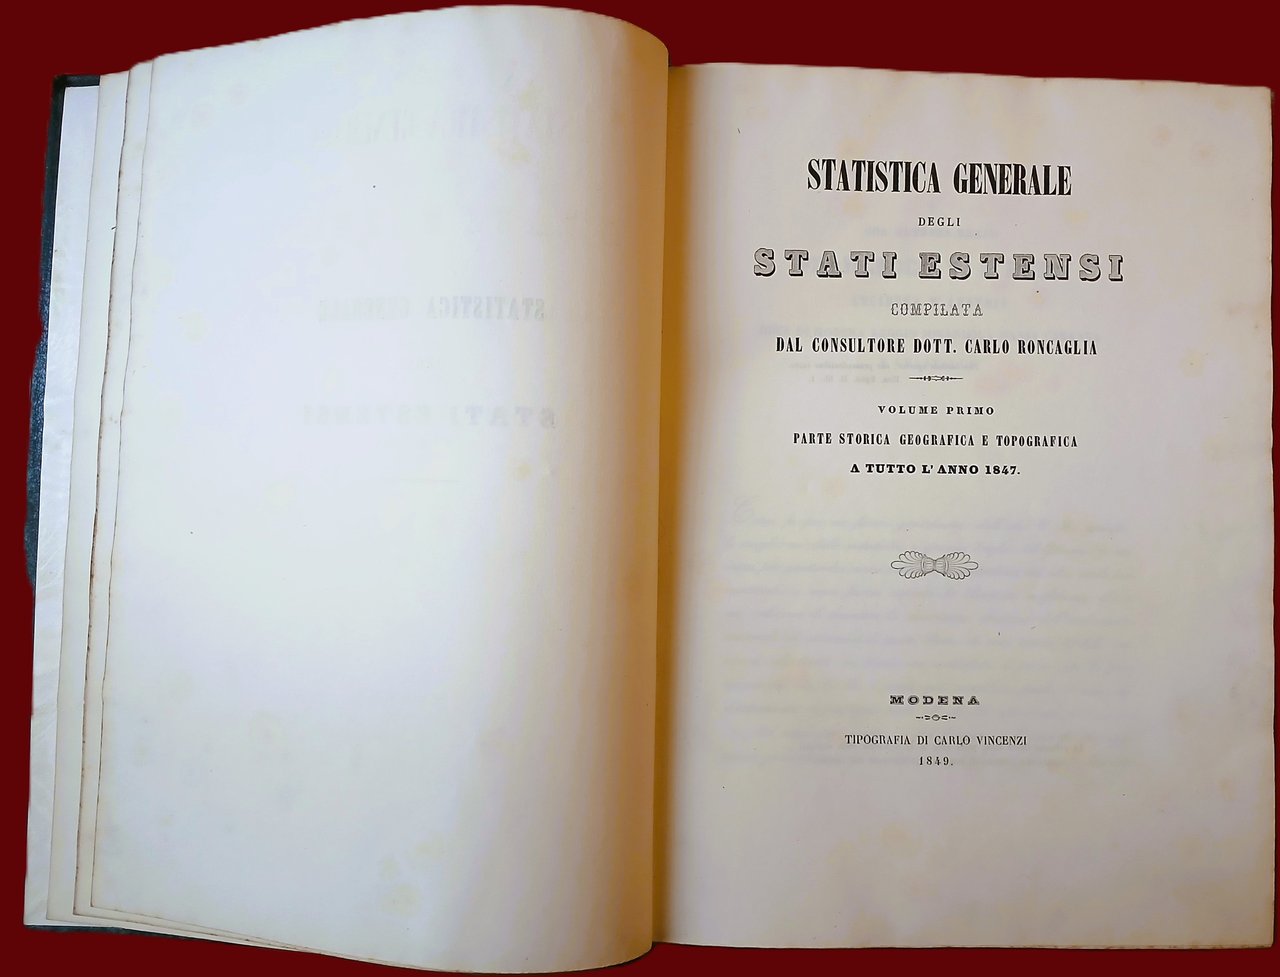 STATISTICA GENERALE
DEGLI
STATI ESTENSI
COMPILATA
DAL CONSULTORE DOTT. CARLO RONCAGLIA
VOLUME PRIMO
PARTE STORICA GEOGRAFICA E TOPOGRAFICA
A TUTTO L'ANNO 1847.
MODENA
TIPOGRAFIA DI CARLO VINCENZI
1849.